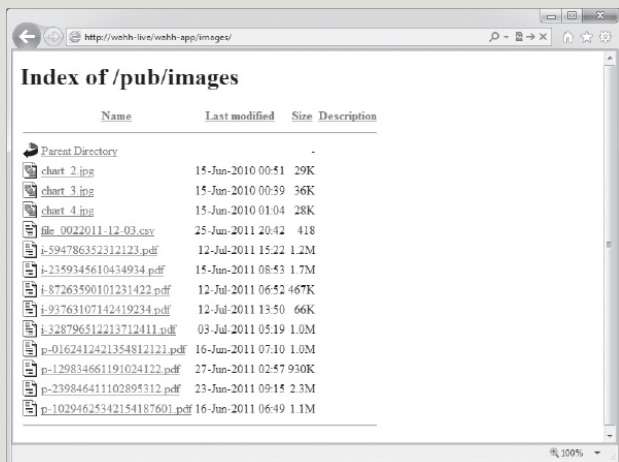 http://wahh-live/wahh-app/images/
Index of /pub/images
Name Last modified Size Description
Parent Directory -
chart_2.jpg 15-Jun-2010 00:51 29K
chart_3.jpg 15-Jun-2010 00:39 36K
chart_4.jpg 15-Jun-2010 01:04 28K
file_0022011-12-03.csv 25-Jun-2011 20:42 418
i-594786352312123.pdf 12-Jul-2011 15:22 1.2M
i-2359345610434934.pdf 15-Jun-2011 08:53 1.7M
i-87263590101231422.pdf 12-Jul-2011 06:52 467K
i-93763107142419234.pdf 12-Jul-2011 13:50 66K
i-328796512213712411.pdf 03-Jul-2011 05:19 1.0M
p-0162412421354812121.pdf 16-Jun-2011 07:10 1.0M
p-129834661191024122.pdf 27-Jun-2011 02:57 930K
p-239846411102895312.pdf 23-Jun-2011 09:15 2.3M
p-10294625342154187601.pdf 16-Jun-2011 06:49 1.1M
100%